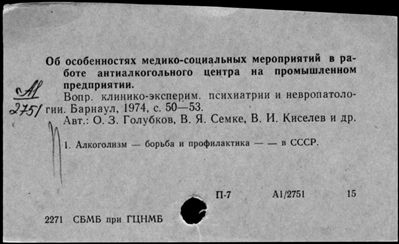 Об особенностях медико-социальных мероприятий в ра-
боте антиалкогольного центра на промышленном
предприятии.
Вопр. клинико-эксперим. психиатрии и невропатоло-
гии. Барнаул, 1974, с. 50—53.
Авт.: О. З. Голубков, В. Я. Семке, В. И. Киселев и др.
А1
2751
1. Алкоголизм — борьба и профилактика — — в СССР.
П-7 А1/2751 15
2271 СБМБ при ГЦНМБ